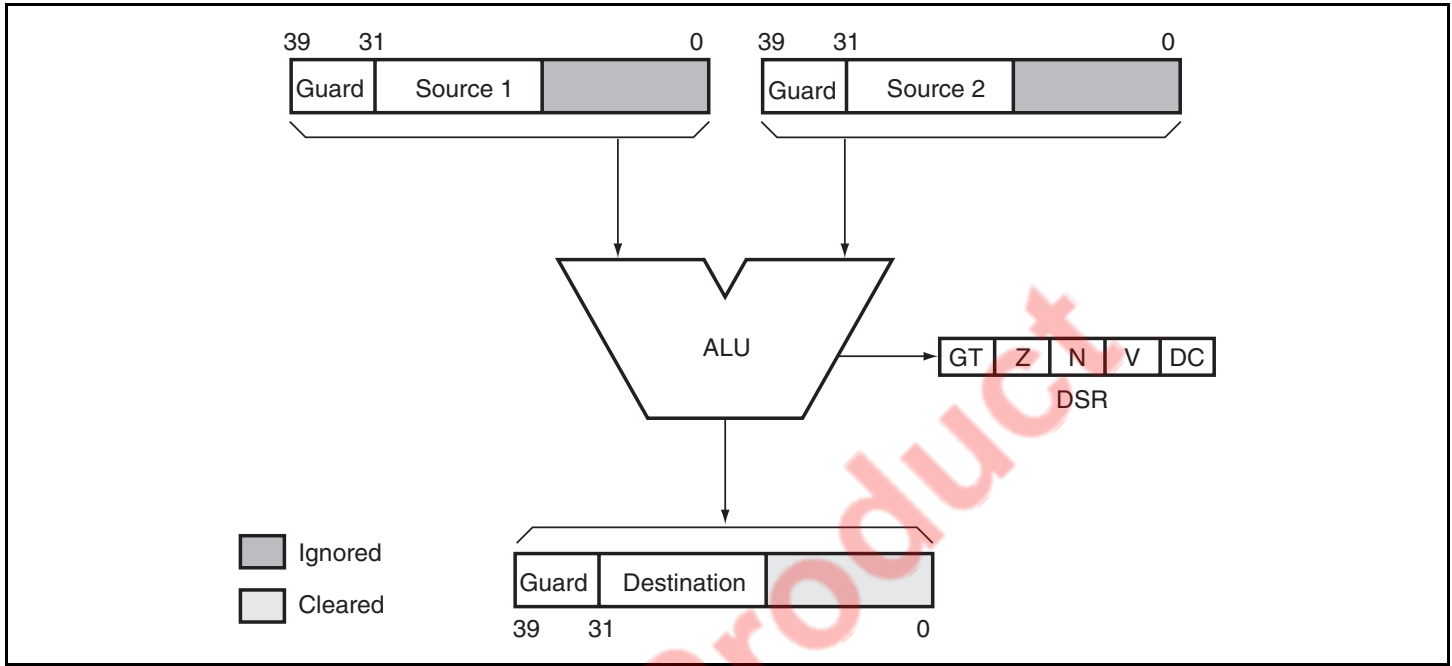 39 31 0 39 31 0
Guard Source 1 Guard Source 2
ALU
GT Z N V DC
DSR
Ignored
Cleared
Guard Destination
39 31 0
product